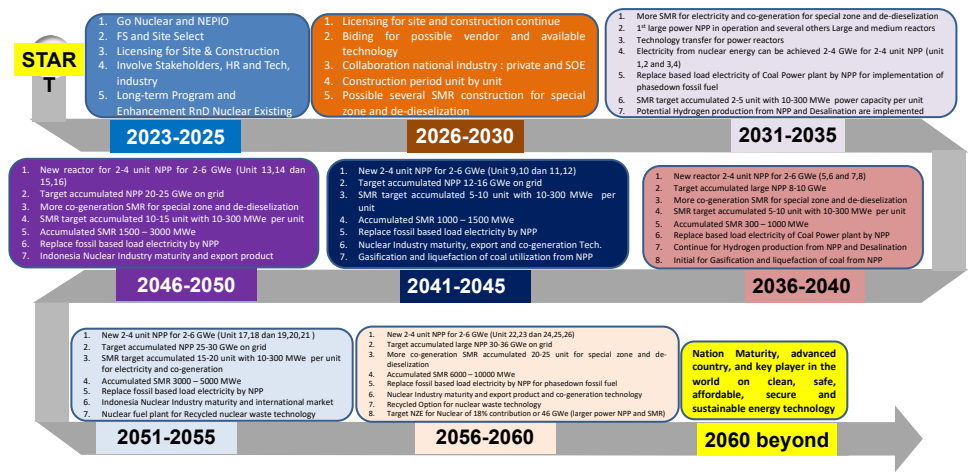 STAR
T
1. Go Nuclear and NEPIO
2. FS and Site Select
3. Licensing for Site & Construction
4. Involve Stakeholders, HR and Tech,
industry
5. Long-term Program and
Enhancement RnD Nuclear Existing
2023-2025
1. Licensing for site and construction continue
2. Biding for possible vendor and available
technology
3. Collaboration national industry : private and SOE
4. Construction period unit by unit
5. Possible several SMR construction for special
zone and de-dieselization
2026-2030
1. More SMR for electricity and co-generation for special zone and de-dieselization
2. 1st large power NPP in operation and several others Large and medium reactors
3. Technology transfer for power reactors
4. Electricity from nuclear energy can be achieved 2-4 GWe for 2-4 unit NPP (unit
1,2 and 3,4)
5. Replace based load electricity of Coal Power plant by NPP for implementation of
phasedown fossil fuel
6. SMR target accumulated 2-5 unit with 10-300 MWe power capacity per unit
7. Potential Hydrogen production from NPP and Desalination are implemented
2031-2035
1. New reactor for 2-4 unit NPP for 2-6 GWe (Unit 13,14 dan
15,16)
2. Target accumulated NPP 20-25 GWe on grid
3. More co-generation SMR for special zone and de-dieselization
4. SMR target accumulated 10-15 unit with 10-300 MWe per unit
5. Accumulated SMR 1500 – 3000 MWe
6. Replace fossil based load electricity by NPP
7. Indonesia Nuclear Industry maturity and export product
2046-2050
1. New 2-4 unit NPP for 2-6 GWe (Unit 9,10 dan 11,12)
2. Target accumulated NPP 12-16 GWe on grid
3. SMR target accumulated 5-10 unit with 10-300 MWe per
unit
4. Accumulated SMR 1000 – 1500 MWe
5. Replace fossil based load electricity by NPP
6. Nuclear Industry maturity, export and co-generation Tech.
7. Gasification and liquefaction of coal utilization from NPP
2041-2045
1. New reactor 2-4 unit NPP for 2-6 GWe (5,6 and 7,8)
2. Target accumulated large NPP 8-10 GWe
3. More co-generation SMR for special zone and de-dieselization
4. SMR target accumulated 5-10 unit with 10-300 MWe per unit
5. Accumulated SMR 300 – 1000 MWe
6. Replace based load electricity of Coal Power plant by NPP
7. Continue for Hydrogen production from NPP and Desalination
8. Initial for Gasification and liquefaction of coal from NPP
2036-2040
1. New 2-4 unit NPP for 2-6 GWe (Unit 17,18 dan 19,20,21 )
2. Target accumulated NPP 25-30 GWe on grid
3. SMR target accumulated 15-20 unit with 10-300 MWe per unit
for electricity and co-generation
4. Accumulated SMR 3000 – 5000 MWe
5. Replace fossil based load electricity by NPP
6. Indonesia Nuclear Industry maturity and international market
7. Nuclear fuel plant for Recycled nuclear waste technology
2051-2055
1. New 2-4 unit NPP for 2-6 GWe (Unit 22,23 dan 24,25,26)
2. Target accumulated large NPP 30-36 GWe on grid
3. More co-generation SMR accumulated 20-25 unit for special zone and de-
dieselization
4. Accumulated SMR 6000 – 10000 MWe
5. Replace fossil based load electricity by NPP for phasedown fossil fuel
6. Nuclear Industry maturity and export product and co-generation technology
7. Recycled Option for nuclear waste technology
8. Target NZE for Nuclear of 18% contribution or 46 GWe (larger power NPP and SMR)
2056-2060
Nation Maturity, advanced
country, and key player in the
world on clean, safe,
affordable, secure and
sustainable energy technology
2060 beyond